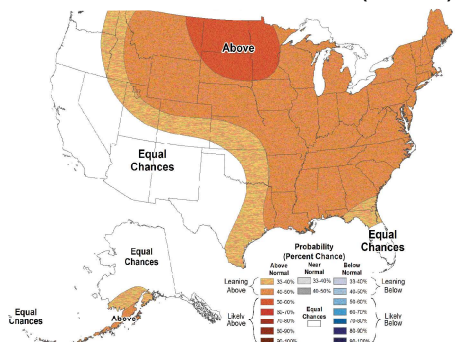 Above
Equal
Chances
Equal
Chances
Equal
Chances
Equal
Chances
Above
Probability
(Percent Chance)
Above
Normal
Near
Normal
Below
Normal
Leaning
Above
33-40%
40-50%
33-40%
40-50%
33-40%
40-50%
Leaning
Below
Likely
Above
50-60%
60-70%
70-80%
80-90%
90-100%
Equal
Chances
50-60%
60-70%
70-80%
80-90%
90-100%
Likely
Below